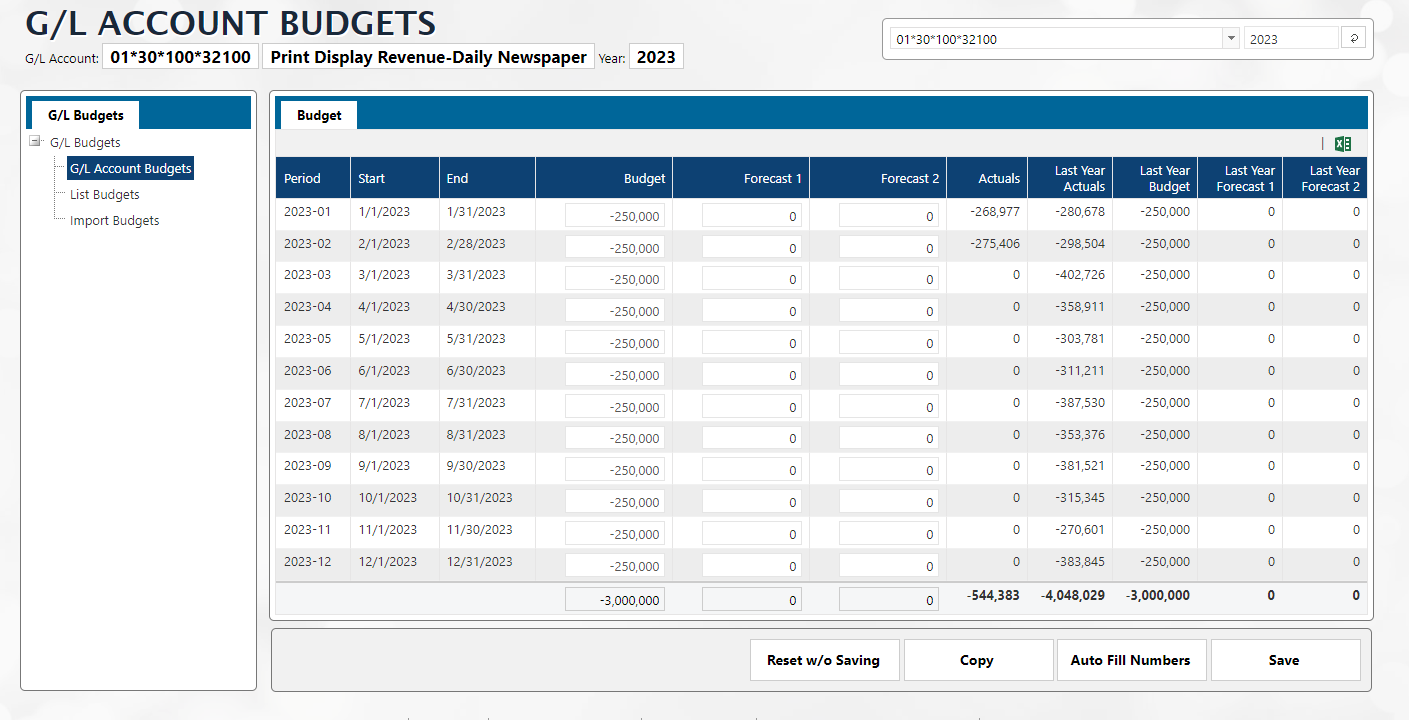 G/L ACCOUNT BUDGETS
G/L Account: 01*30*100*32100 Print Display Revenue-Daily Newspaper Year: 2023
01*30*100*32100 2023
G/L Budgets
G/L Budgets
G/L Account Budgets
List Budgets
Import Budgets
Budget
Period Start End Budget Forecast 1 Forecast 2 Actuals Last Year Actuals Last Year Budget Last Year Forecast 1 Last Year Forecast 2
2023-01 1/1/2023 1/31/2023 -250,000 0 0 -268,977 -280,678 -250,000 0 0
2023-02 2/1/2023 2/28/2023 -250,000 0 0 -275,406 -298,504 -250,000 0 0
2023-03 3/1/2023 3/31/2023 -250,000 0 0 0 -402,726 -250,000 0 0
2023-04 4/1/2023 4/30/2023 -250,000 0 0 0 -358,911 -250,000 0 0
2023-05 5/1/2023 5/31/2023 -250,000 0 0 0 -303,781 -250,000 0 0
2023-06 6/1/2023 6/30/2023 -250,000 0 0 0 -311,211 -250,000 0 0
2023-07 7/1/2023 7/31/2023 -250,000 0 0 0 -387,530 -250,000 0 0
2023-08 8/1/2023 8/31/2023 -250,000 0 0 0 -353,376 -250,000 0 0
2023-09 9/1/2023 9/30/2023 -250,000 0 0 0 -381,521 -250,000 0 0
2023-10 10/1/2023 10/31/2023 -250,000 0 0 0 -315,345 -250,000 0 0
2023-11 11/1/2023 11/30/2023 -250,000 0 0 0 -270,601 -250,000 0 0
2023-12 12/1/2023 12/31/2023 -250,000 0 0 0 -383,845 -250,000 0 0
-3,000,000 0 0 -544,383 -4,048,029 -3,000,000 0 0
Reset w/o Saving Copy Auto Fill Numbers Save